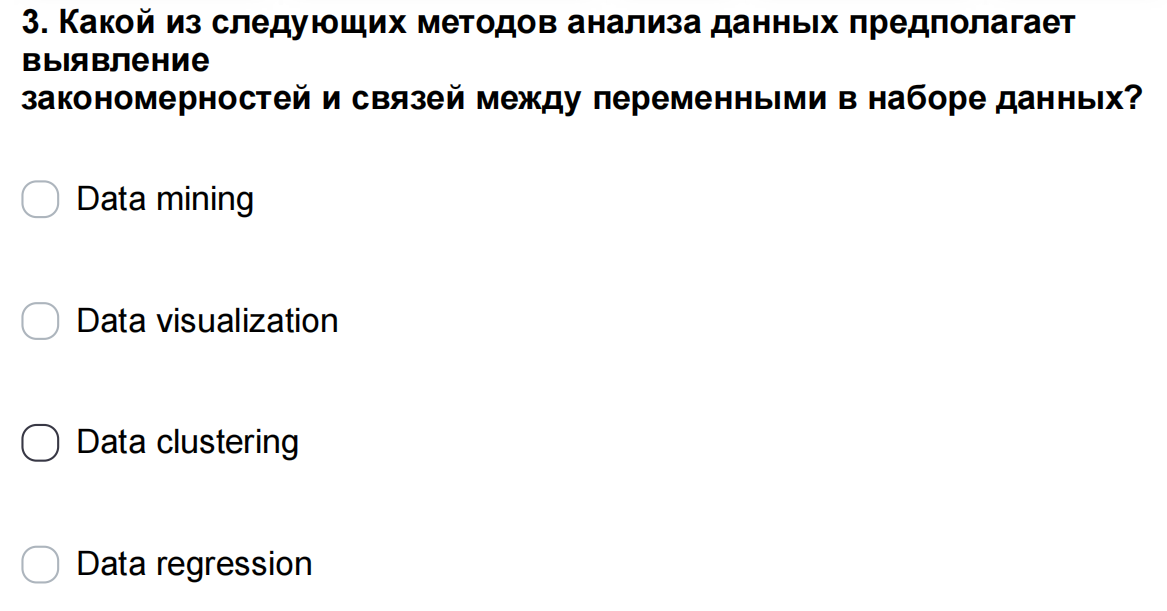 3. Какой из следующих методов анализа данных предполагает
выявление
закономерностей и связей между переменными в наборе данных?
Data mining
Data visualization
Data clustering
Data regression